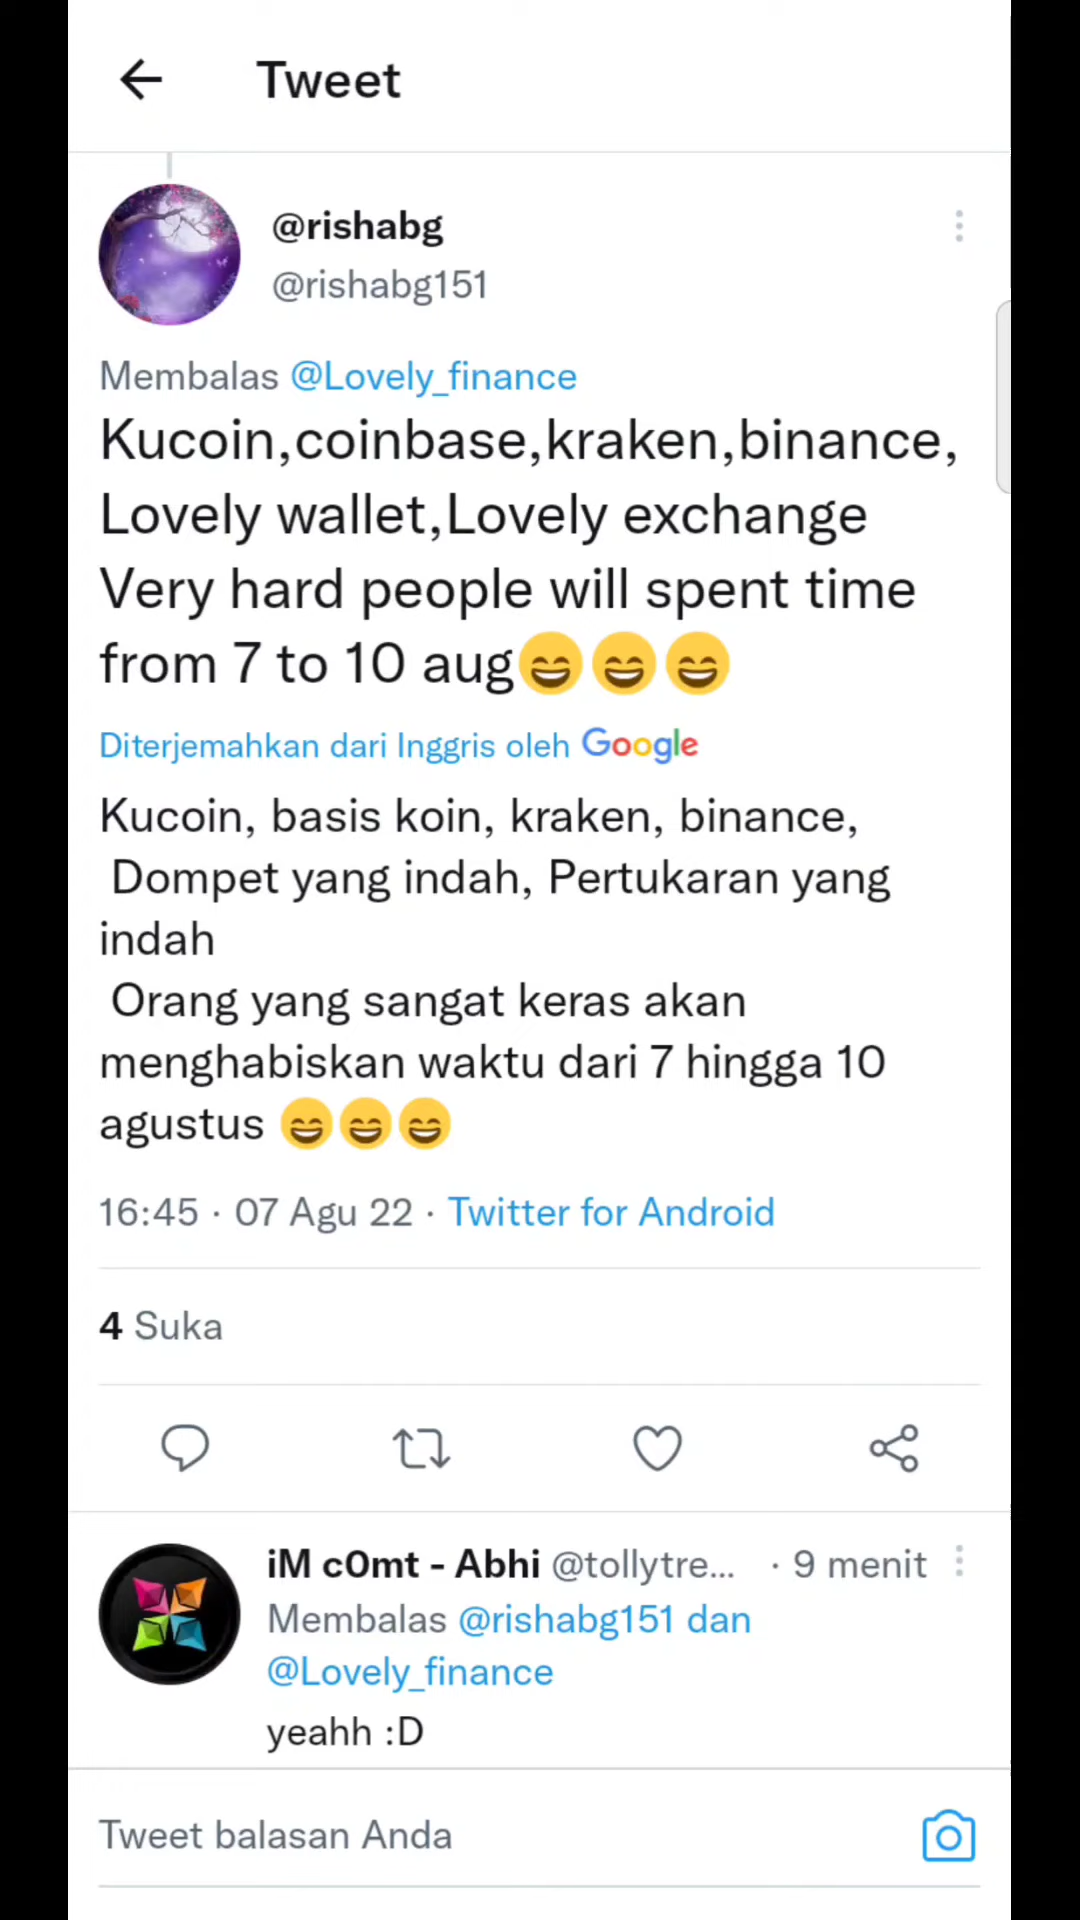 Tweet
@rishabg
@rishabg151
Membalas @Lovely_finance
Kucoin,coinbase,kraken,binance,
Lovely wallet,Lovely exchange
Very hard people will spent time
from 7 to 10 aug😄😄😄
Diterjemahkan dari Inggris oleh Google
Kucoin, basis koin, kraken, binance,
Dompet yang indah, Pertukaran yang
indah
Orang yang sangat keras akan
menghabiskan waktu dari 7 hingga 10
agustus 😄😄😄
16:45 · 07 Agu 22 · Twitter for Android
4 Suka
iM c0mt - Abhi @tollytre... · 9 menit
Membalas @rishabg151 dan
@Lovely_finance
yeahh :D
Tweet balasan Anda